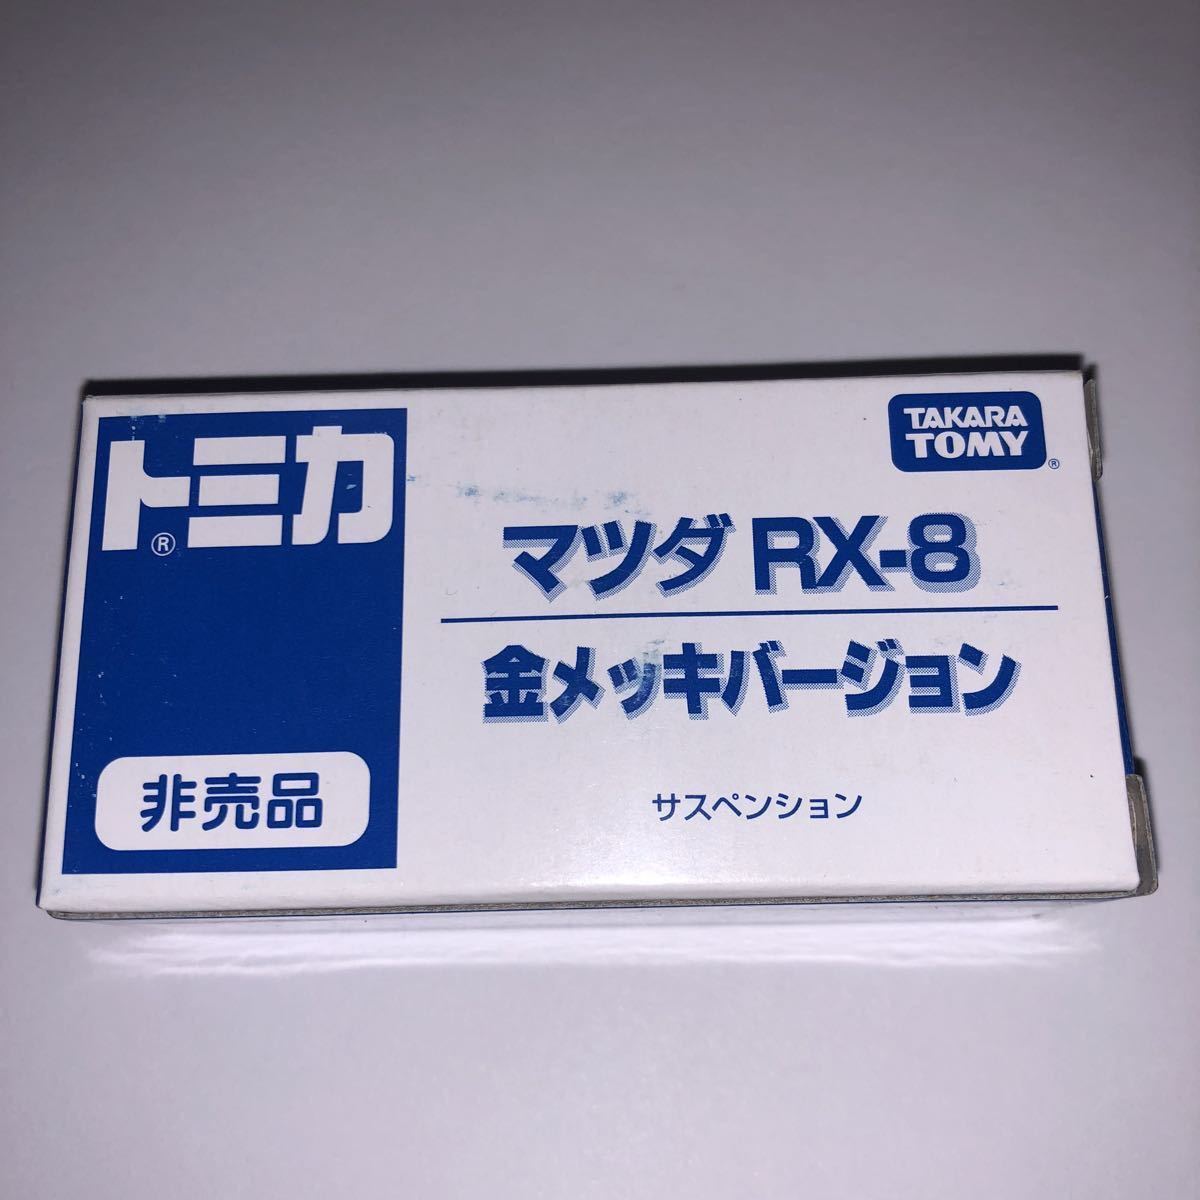 トミカ®
非売品
TAKARA
TOMY®
マツダ RX-8
金メッキバージョン
サスペンション